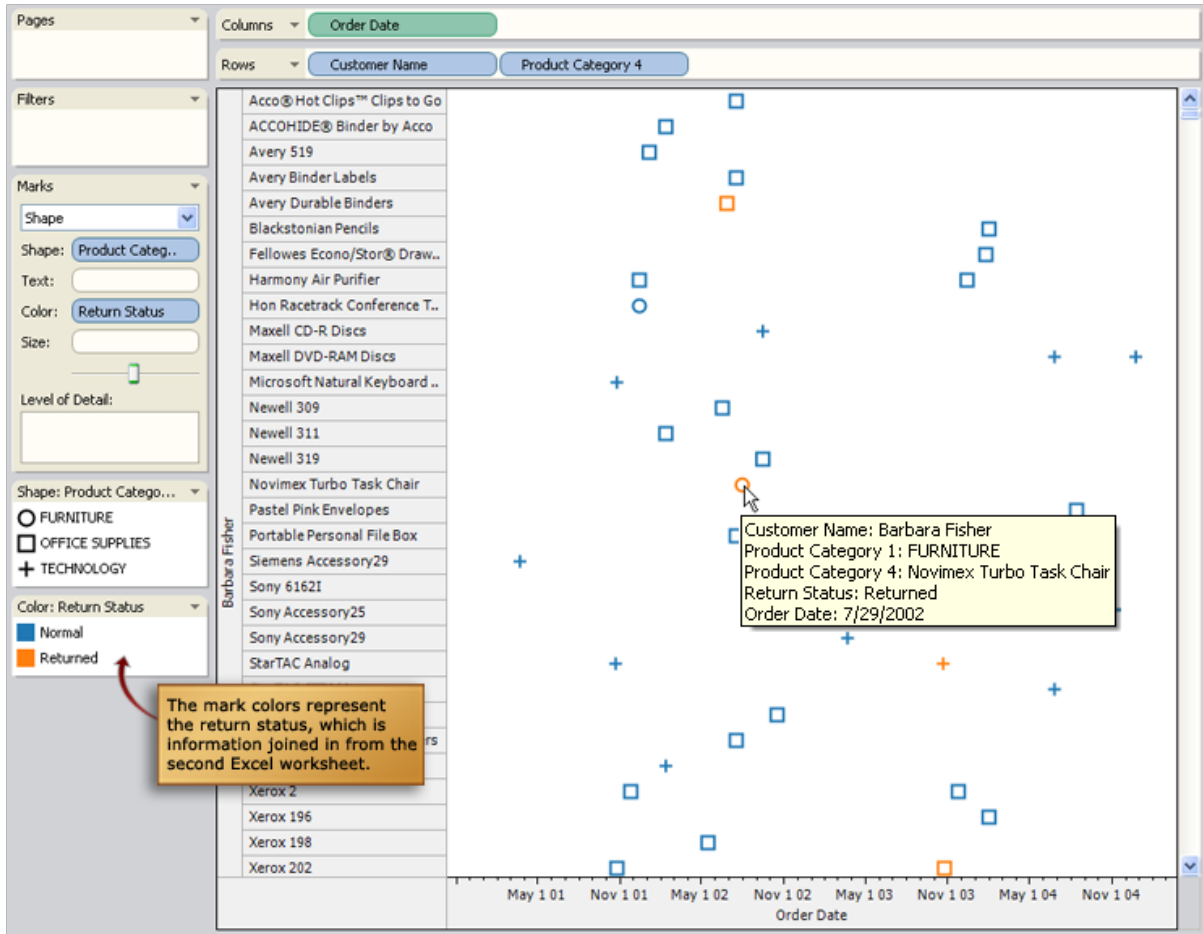 Pages
Columns
Order Date
Rows
Customer Name
Product Category 4
Filters
Marks
Shape
Shape:
Product Categ..
Text:
Color:
Return Status
Size:
Level of Detail:
Shape: Product Catego...
FURNITURE
OFFICE SUPPLIES
TECHNOLOGY
Color: Return Status
Normal
Returned
The mark colors represent
the return status, which is
information joined in from the
second Excel worksheet.
Barbara Fisher
Acco® Hot Clips™ Clips to Go
ACCOHIDE® Binder by Acco
Avery 519
Avery Binder Labels
Avery Durable Binders
Blackstonian Pencils
Fellowes Econo/Stor® Draw..
Harmony Air Purifier
Hon Racetrack Conference T..
Maxell CD-R Discs
Maxell DVD-RAM Discs
Microsoft Natural Keyboard ..
Newell 309
Newell 311
Newell 319
Novimex Turbo Task Chair
Pastel Pink Envelopes
Portable Personal File Box
Siemens Accessory29
Sony 6162I
Sony Accessory25
Sony Accessory29
StarTAC Analog
rs
Xerox 2
Xerox 196
Xerox 198
Xerox 202
Customer Name: Barbara Fisher
Product Category 1: FURNITURE
Product Category 4: Novimex Turbo Task Chair
Return Status: Returned
Order Date: 7/29/2002
May 1 01
Nov 1 01
May 1 02
Nov 1 02
May 1 03
Nov 1 03
May 1 04
Nov 1 04
Order Date